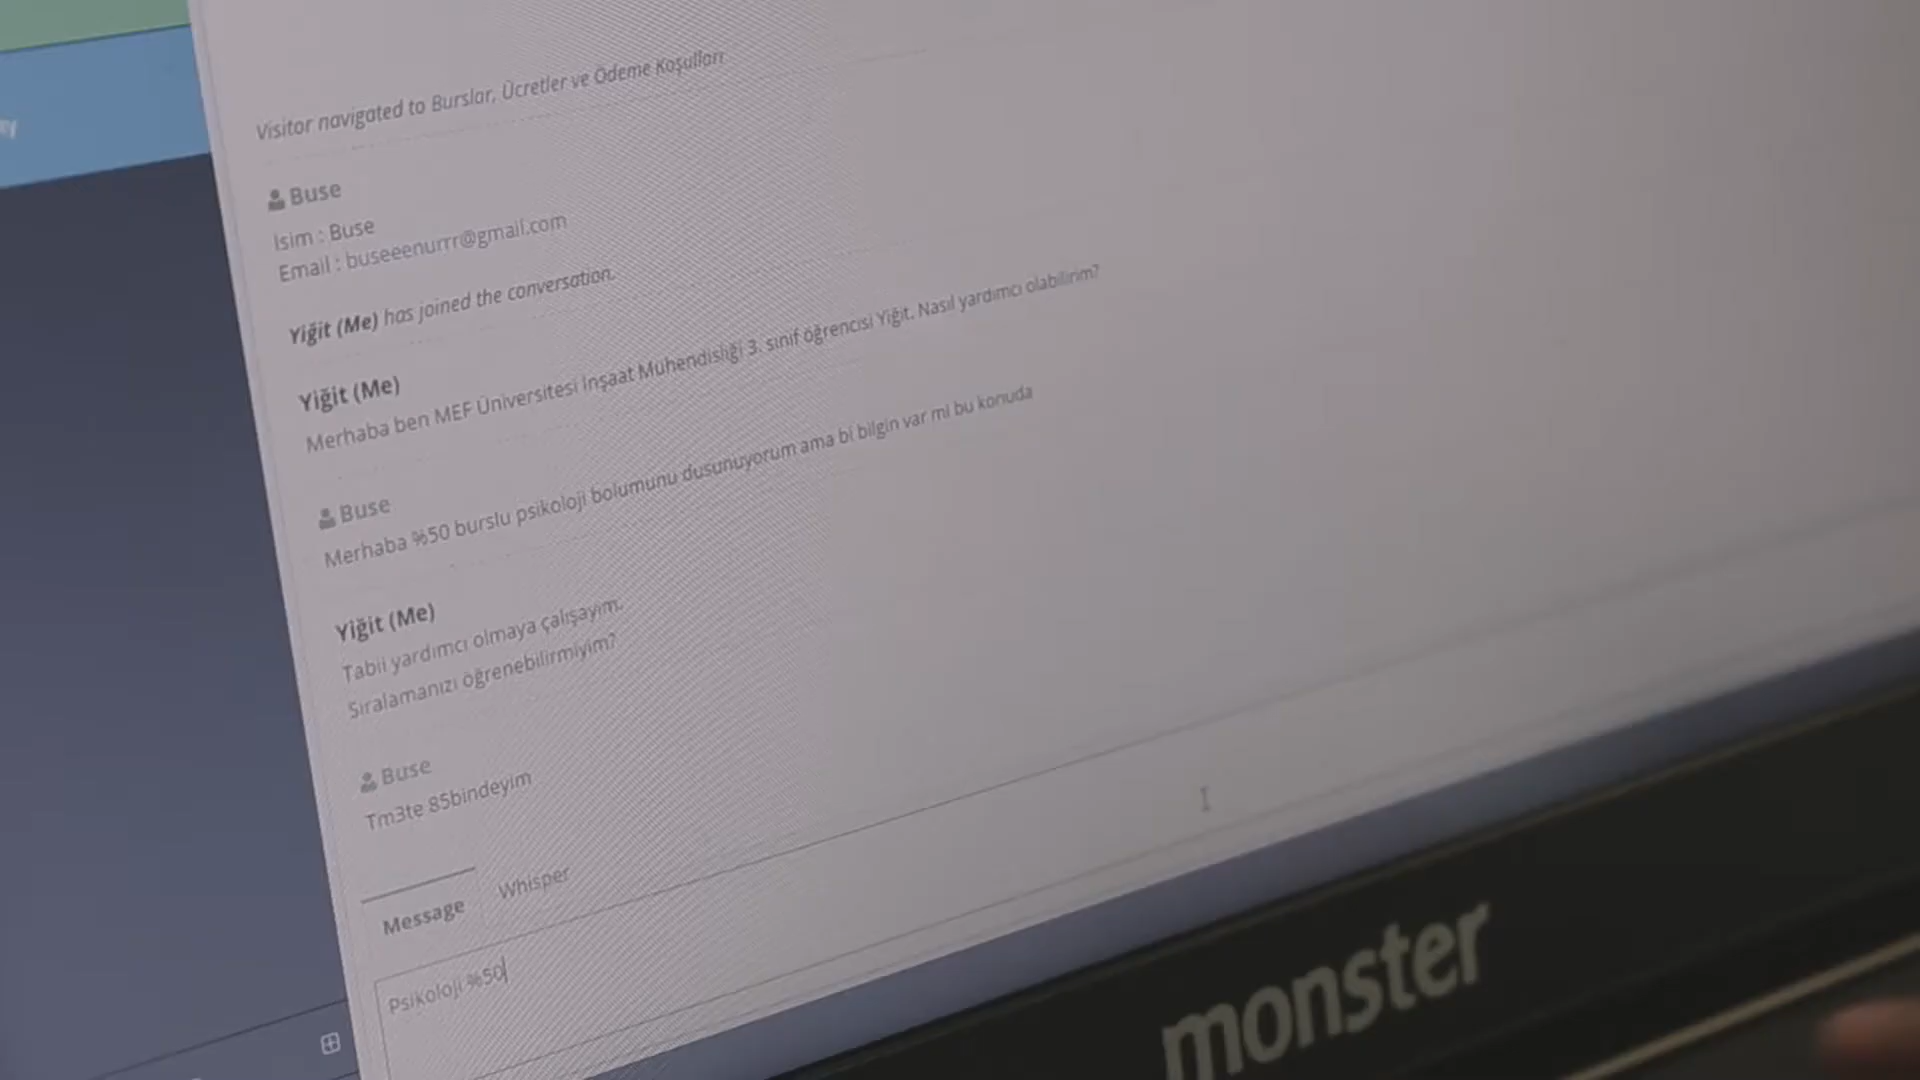 Visitor navigated to Burslar, Ücretler ve Ödeme Koşulları
Buse
İsim : Buse
Email : buseeenurrr@gmail.com
Yiğit (Me) has joined the conversation.
Yiğit (Me)
Merhaba ben MEF Üniversitesi İnşaat Mühendisliği 3. sınıf öğrencisi Yiğit. Nasıl yardımcı olabilirim?
Buse
Merhaba %50 burslu psikoloji bolumunu dusunuyorum ama bi bilgin var mi bu konuda
Yiğit (Me)
Tabii yardımcı olmaya çalışayım.
Sıralamanızı öğrenebilirmiyim?
Buse
Tm3te 85bindeyim
Message Whisper
Psikoloji %50
monster